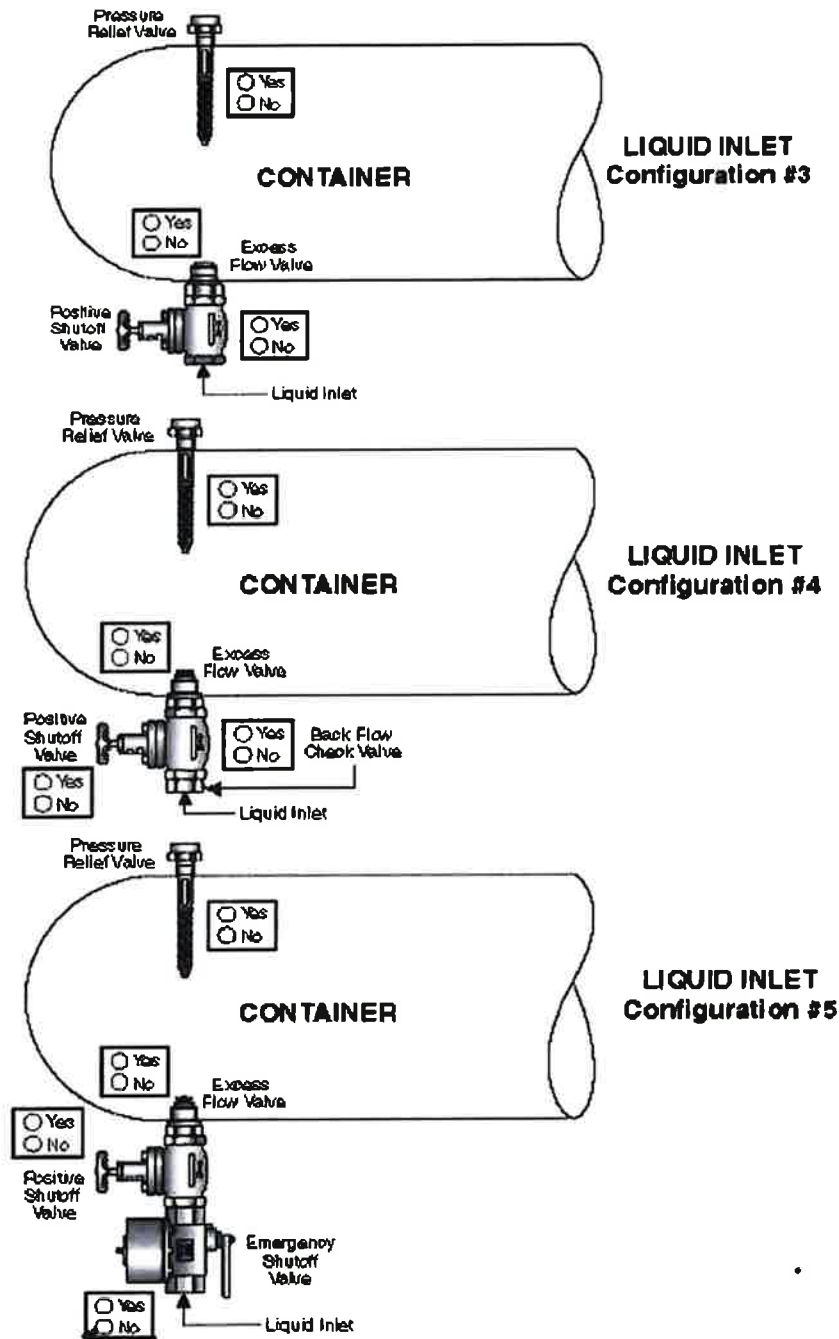 Pressure
Relief Valve
Yes
No
CONTAINER
LIQUID INLET
Configuration #3
Yes
No
Excess
Flow Valve
Positive
Shutoff
Valve
Yes
No
Liquid Inlet
Pressure
Relief Valve
Yes
No
CONTAINER
LIQUID INLET
Configuration #4
Yes
No
Excess
Flow Valve
Positive
Shutoff
Valve
Yes
No
Yes
No
Back Flow
Check Valve
Liquid Inlet
Pressure
Relief Valve
Yes
No
CONTAINER
LIQUID INLET
Configuration #5
Yes
No
Excess
Flow Valve
Yes
No
Positive
Shutoff
Valve
Emergency
Shutoff
Valve
Yes
No
Liquid Inlet